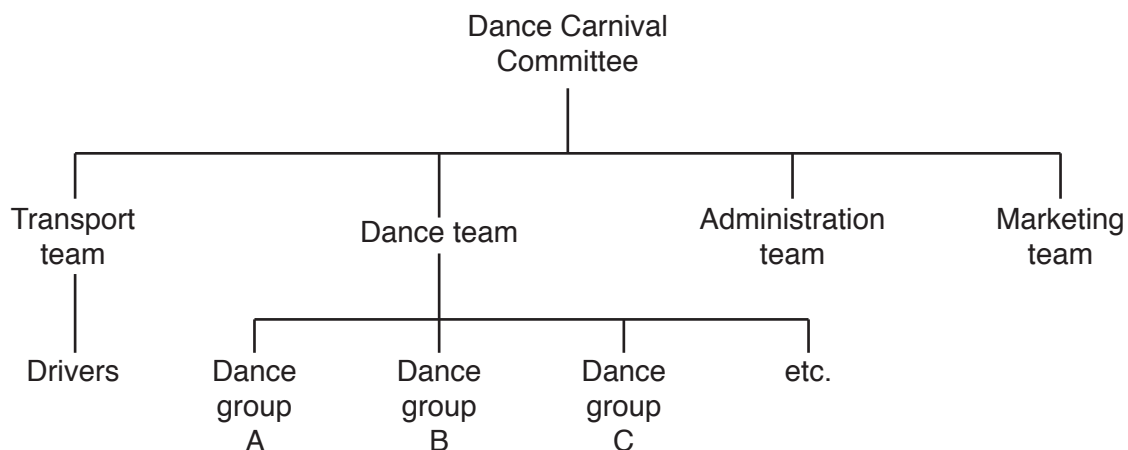 Dance Carnival
Committee
Transport
team
Dance team
Administration
team
Marketing
team
Drivers
Dance
group
A
Dance
group
B
Dance
group
C
etc.